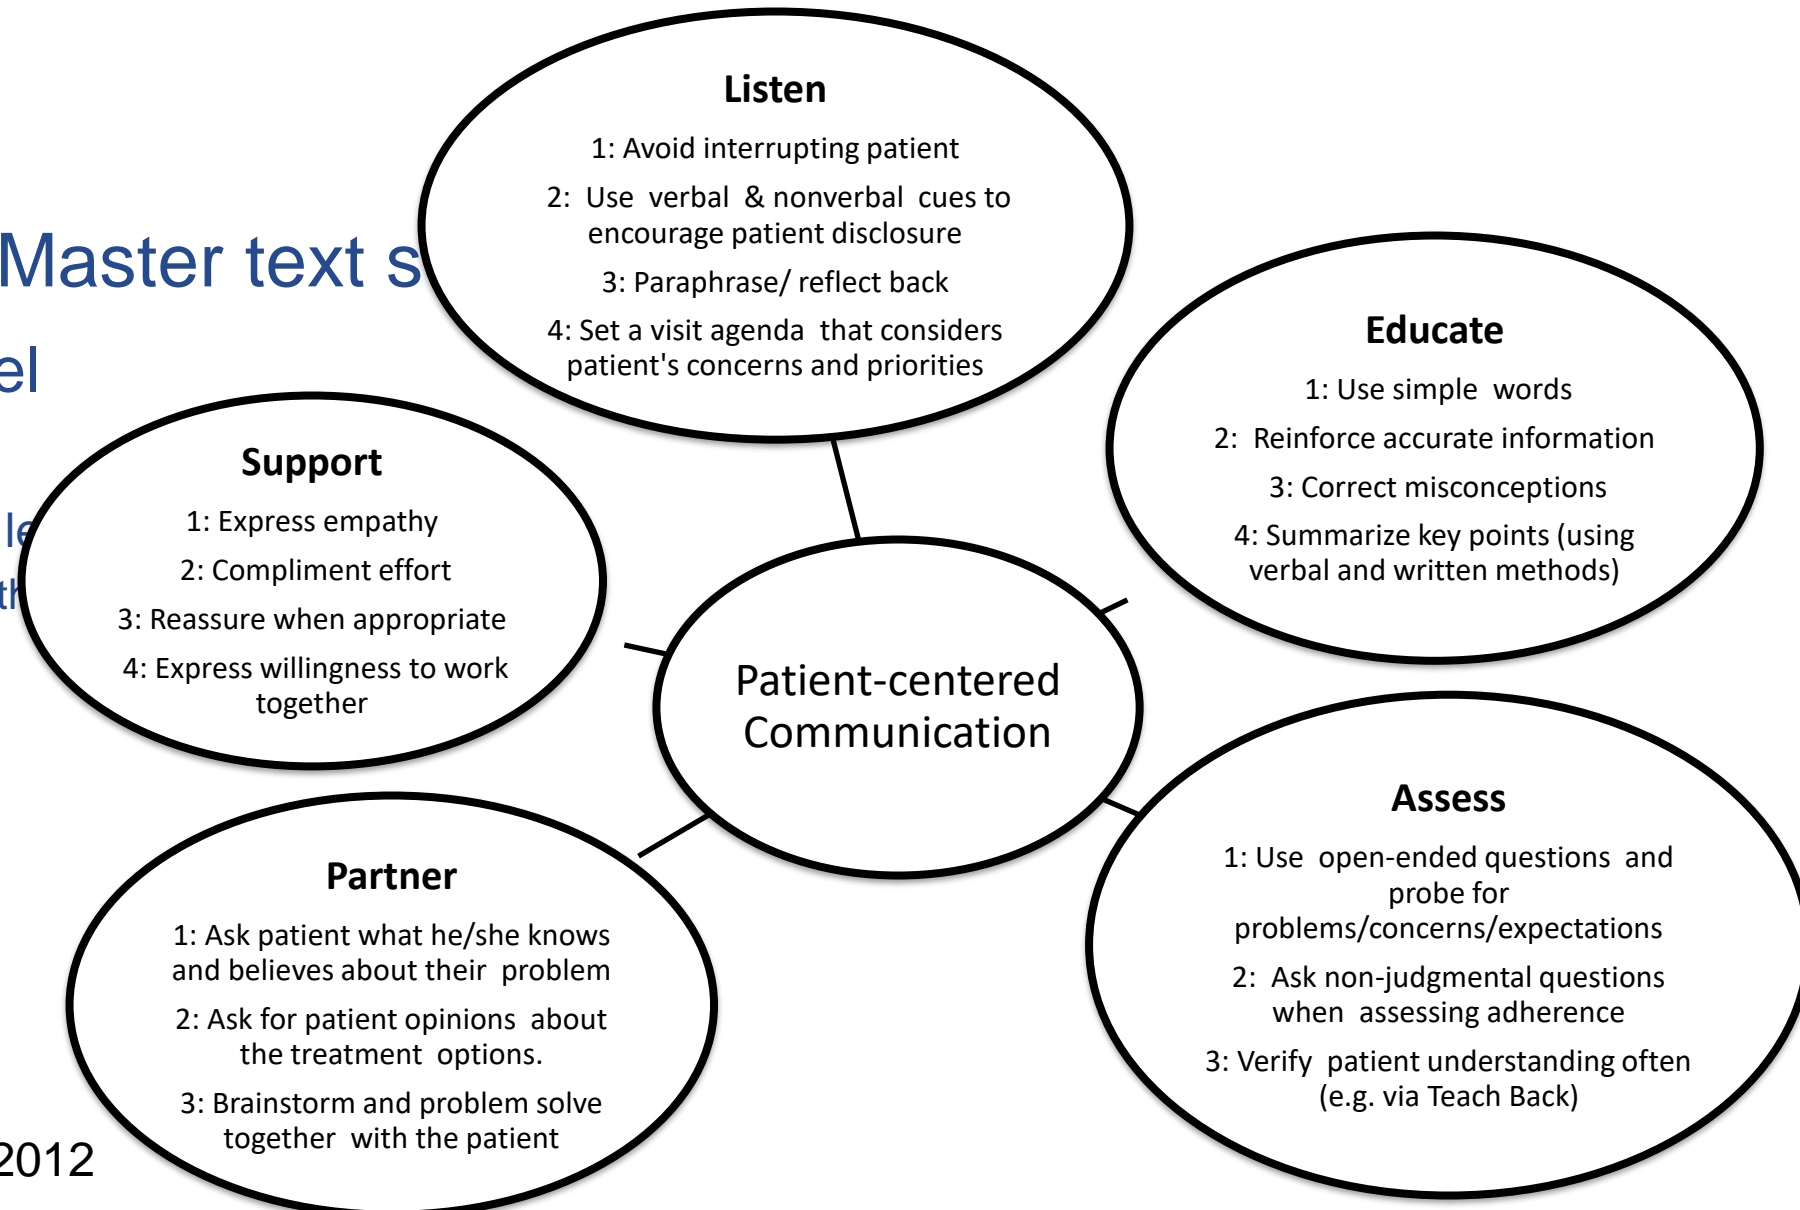 Listen
1: Avoid interrupting patient
2: Use verbal & nonverbal cues to
encourage patient disclosure
3: Paraphrase/ reflect back
4: Set a visit agenda that considers
patient's concerns and priorities
Master text s
el
le
th
Educate
1: Use simple words
2: Reinforce accurate information
3: Correct misconceptions
4: Summarize key points (using
verbal and written methods)
Support
1: Express empathy
2: Compliment effort
3: Reassure when appropriate
4: Express willingness to work
together
Patient-centered
Communication
Assess
1: Use open-ended questions and
probe for
problems/concerns/expectations
2: Ask non-judgmental questions
when assessing adherence
3: Verify patient understanding often
(e.g. via Teach Back)
Partner
1: Ask patient what he/she knows
and believes about their problem
2: Ask for patient opinions about
the treatment options.
3: Brainstorm and problem solve
together with the patient
2012